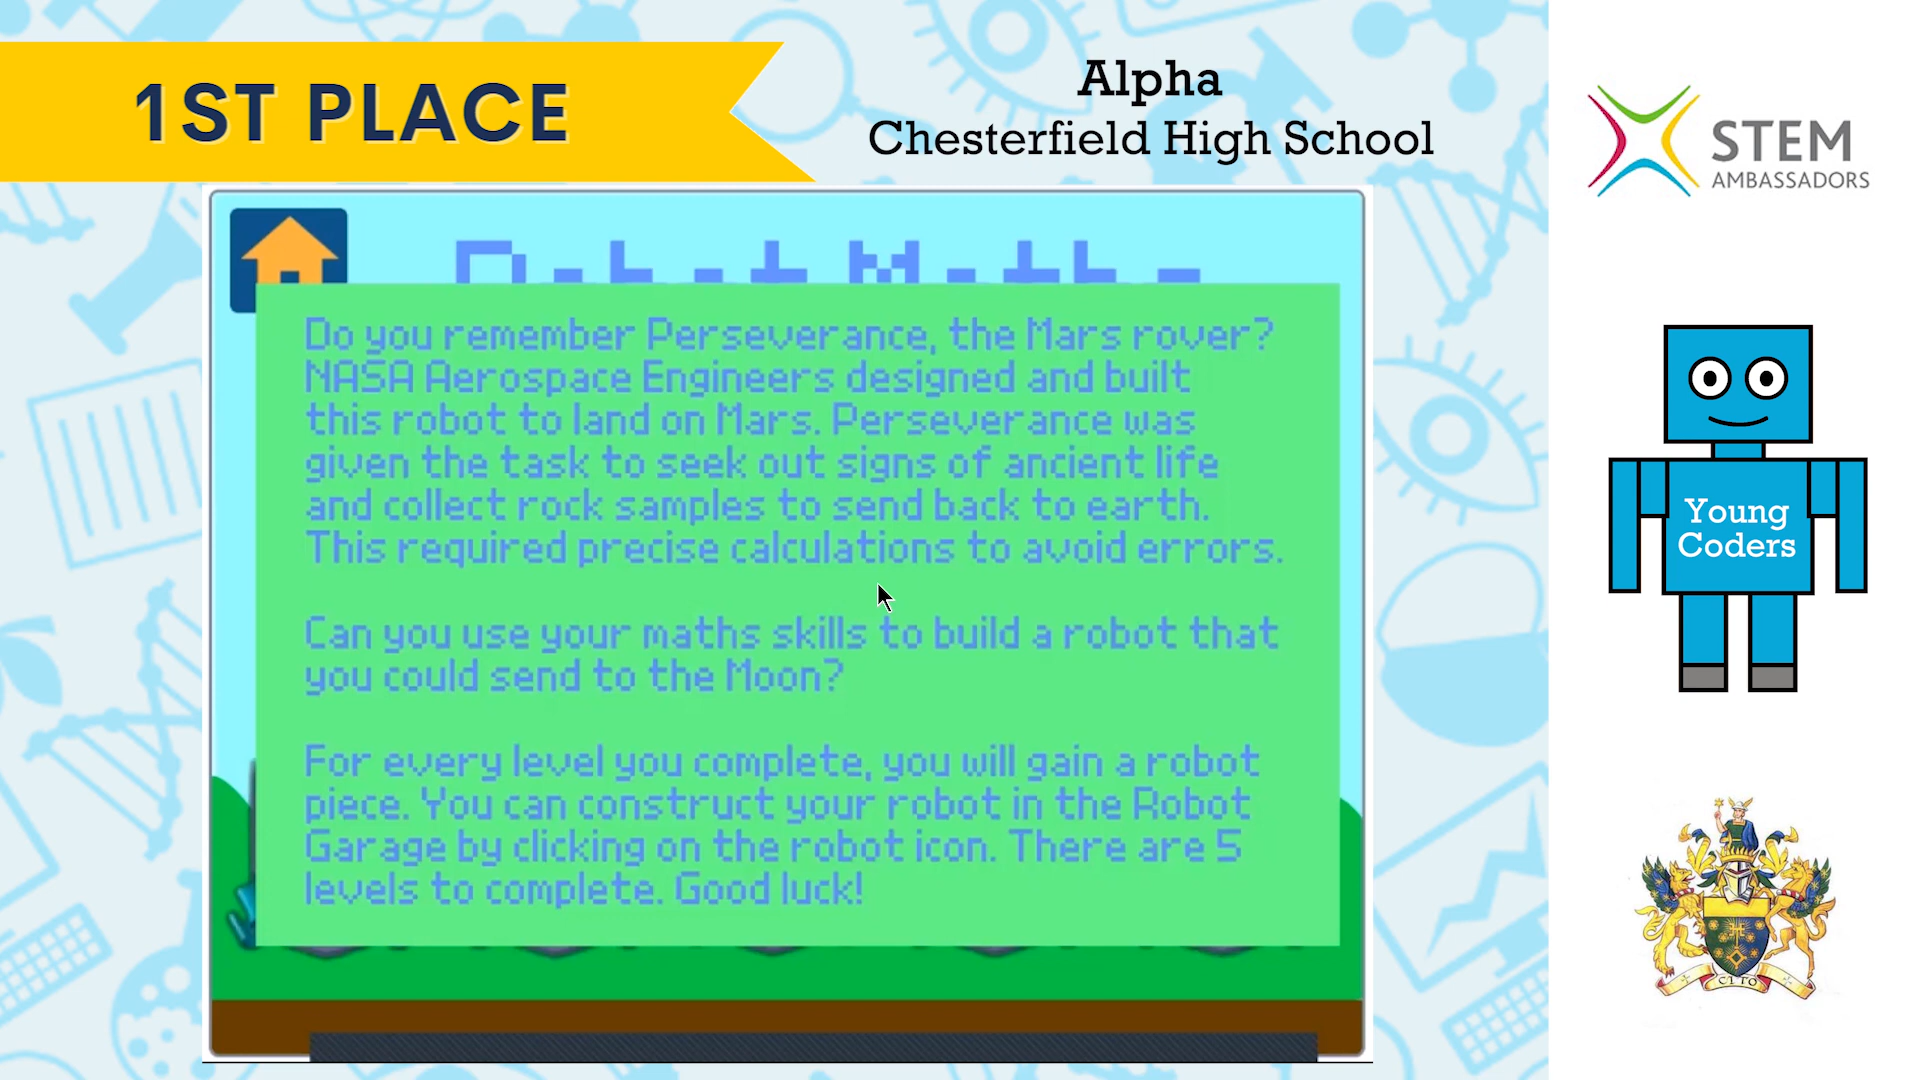 1ST PLACE
Alpha
Chesterfield High School
STEM
AMBASSADORS
Robot Maths
Do you remember Perseverance, the Mars rover?
NASA Aerospace Engineers designed and built
this robot to land on Mars. Perseverance was
given the task to seek out signs of ancient life
and collect rock samples to send back to earth.
This required precise calculations to avoid errors.
Can you use your maths skills to build a robot that
you could send to the Moon?
For every level you complete, you will gain a robot
piece. You can construct your robot in the Robot
Garage by clicking on the robot icon. There are 5
levels to complete. Good luck!
Young
Coders
CITO